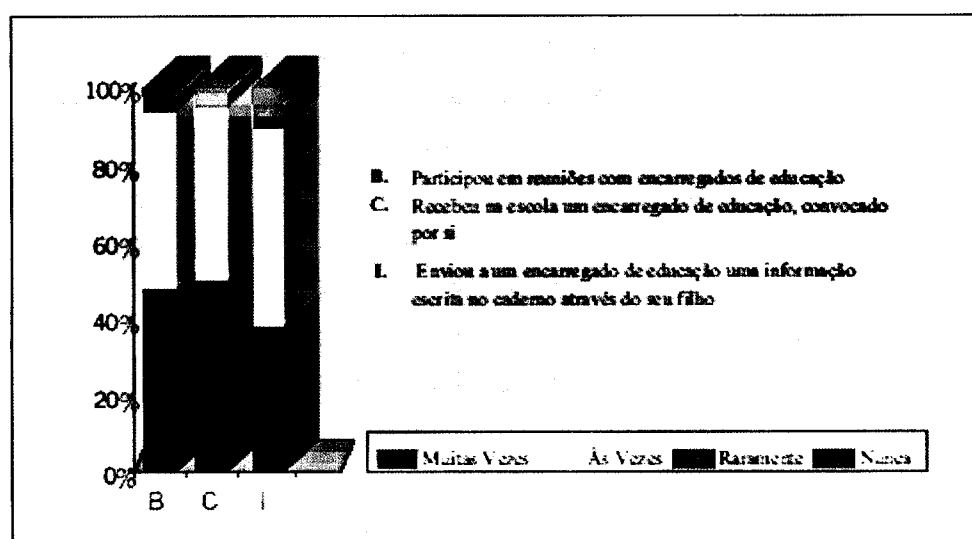 100%
80%
60%
40%
20%
0%
B C I
B. Participou em reuniões com encarregados de educação
C. Recebeu na escola um encarregado de educação, convocado
por si
I. Enviou a um encarregado de educação uma informação
escrita no caderno através do seu filho
Muitas Vezes Às Vezes Raramente Nunca